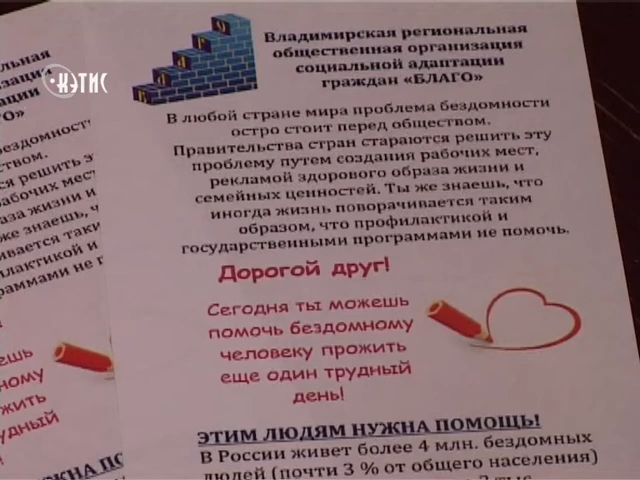 Владимирская региональная
общественная организация
социальной адаптации
граждан «БЛАГО»
КЭТИС
В любой стране мира проблема бездомности
остро стоит перед обществом.
Правительства стран стараются решить эту
проблему путем создания рабочих мест,
рекламой здорового образа жизни и
семейных ценностей. Ты же знаешь, что
иногда жизнь поворачивается таким
образом, что профилактикой и
государственными программами не помочь.
Дорогой друг!
Сегодня ты можешь
помочь бездомному
человеку прожить
еще один трудный
день!
ЭТИМ ЛЮДЯМ НУЖНА ПОМОЩЬ!
В России живет более 4 млн. бездомных
людей (почти 3 % от общего населения)